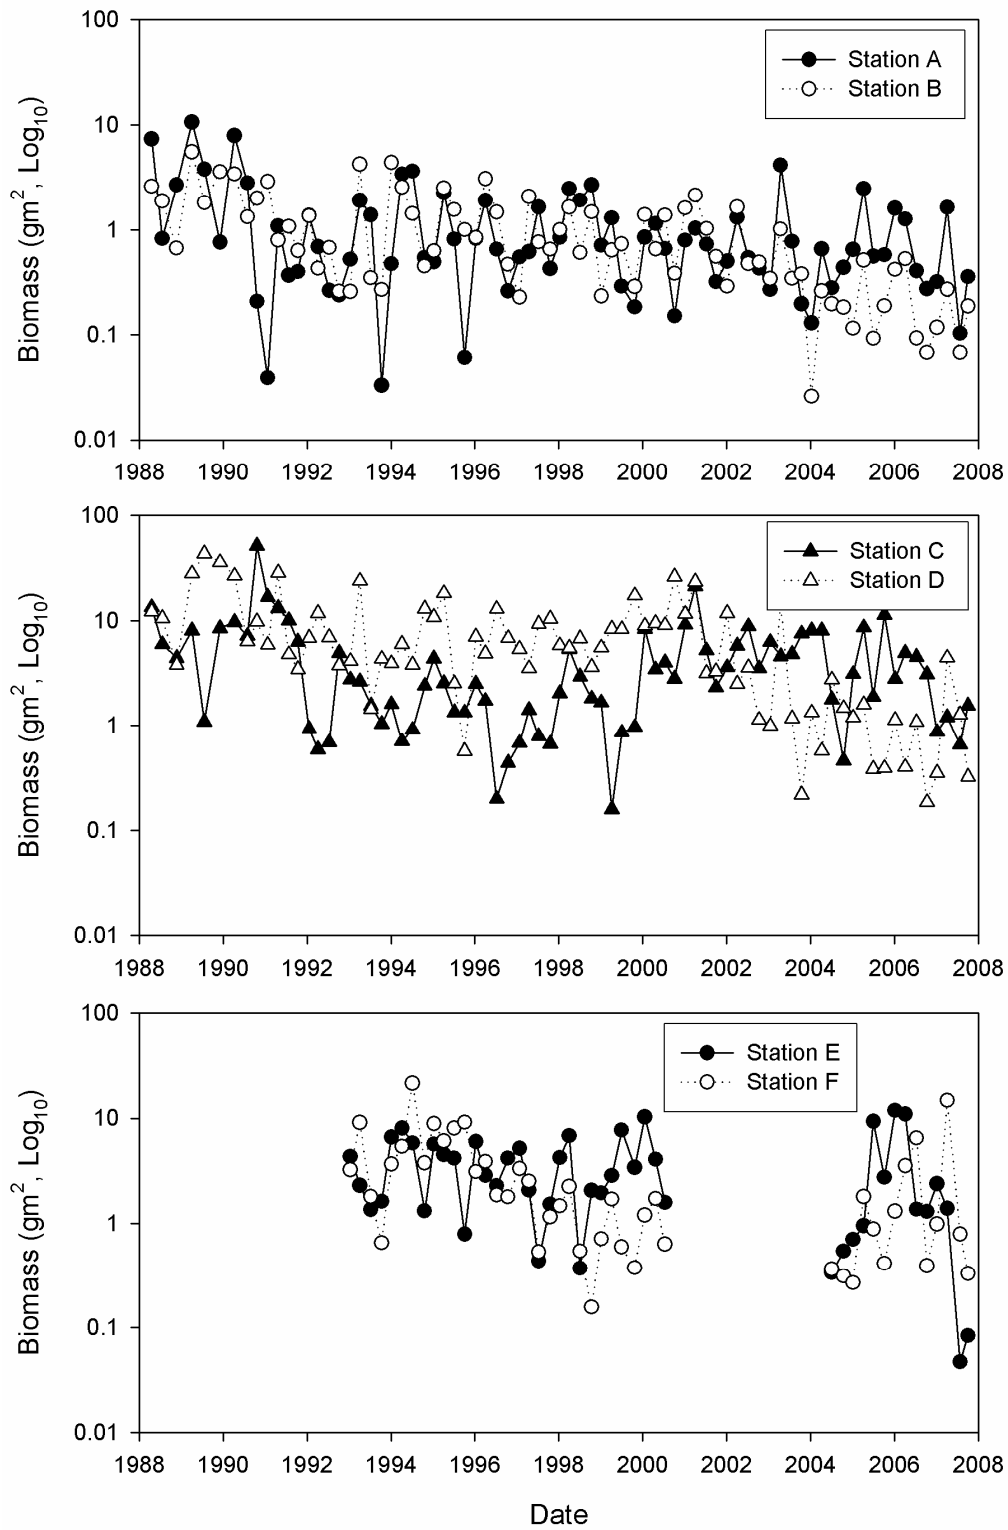 100
10
1
0.1
0.01
Biomass (gm², Log₁₀)
Station A
Station B
1988 1990 1992 1994 1996 1998 2000 2002 2004 2006 2008
100
10
1
0.1
0.01
Biomass (gm², Log₁₀)
Station C
Station D
1988 1990 1992 1994 1996 1998 2000 2002 2004 2006 2008
100
10
1
0.1
0.01
Biomass (gm², Log₁₀)
Station E
Station F
1988 1990 1992 1994 1996 1998 2000 2002 2004 2006 2008
Date